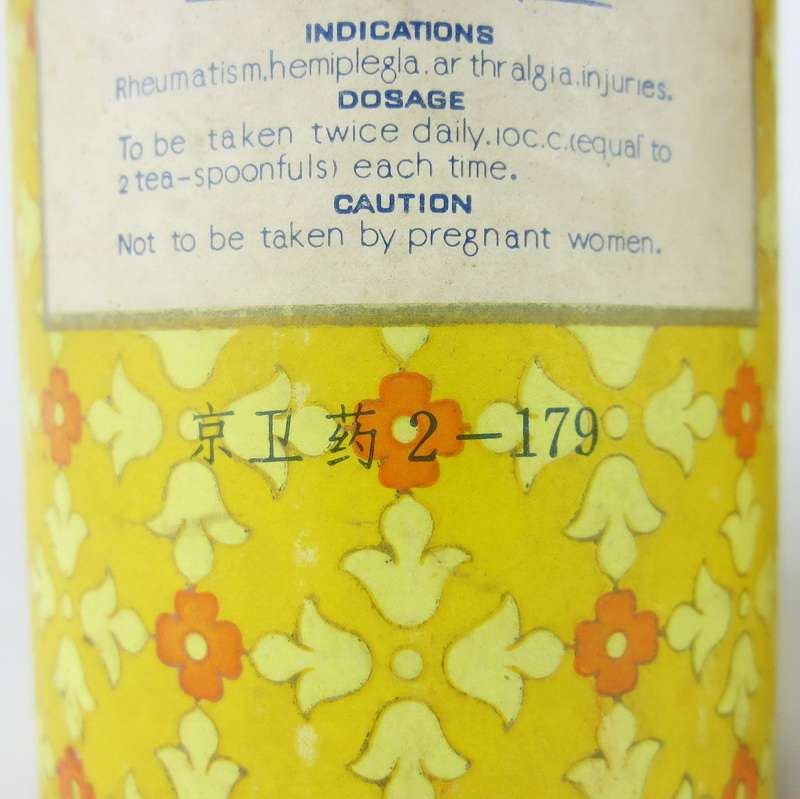 INDICATIONS
Rheumatism.hemiplegla.ar thralgia.injuries.
DOSAGE
To be taken twice daily.10c.c.(equal to
2 tea-spoonfuls) each time.
CAUTION
Not to be taken by pregnant women.
京卫药2-179